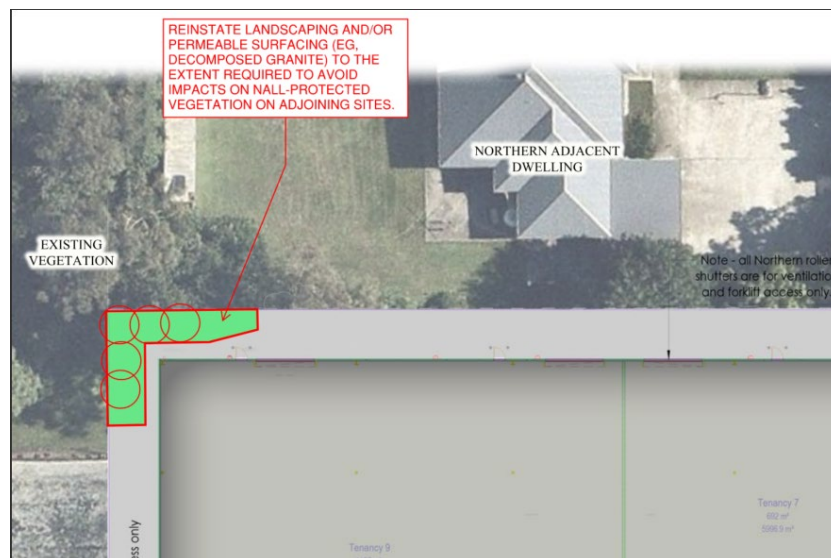 REINSTATE LANDSCAPING AND/OR
PERMEABLE SURFACING (EG,
DECOMPOSED GRANITE) TO THE
EXTENT REQUIRED TO AVOID
IMPACTS ON NALL-PROTECTED
VEGETATION ON ADJOINING SITES.
NORTHERN ADJACENT
DWELLING
EXISTING
VEGETATION
Note - all Northern roller
shutters are for ventilation
and forklift access only.
Tenancy 7
Tenancy 9
only